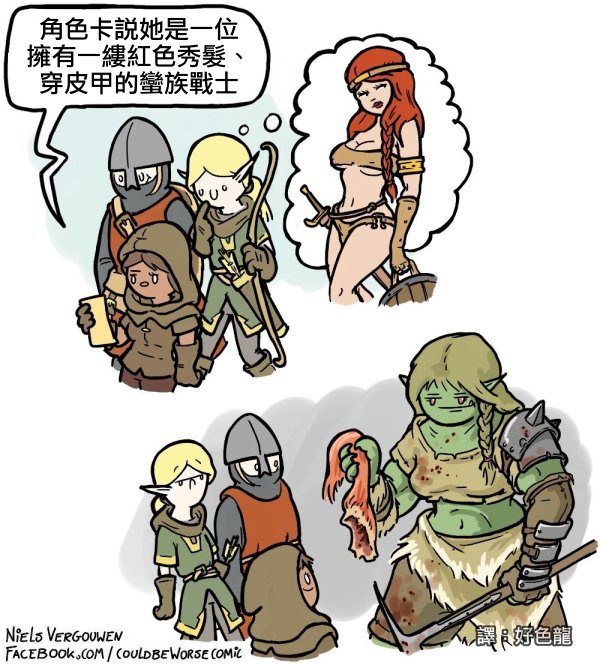 角色卡說她是一位
擁有一縷紅色秀髮、
穿皮甲的蠻族戰士
譯:好色龍
NIELS VERGOUWEN
FACEBOOK.COM/COULDBEWORSECOMIC